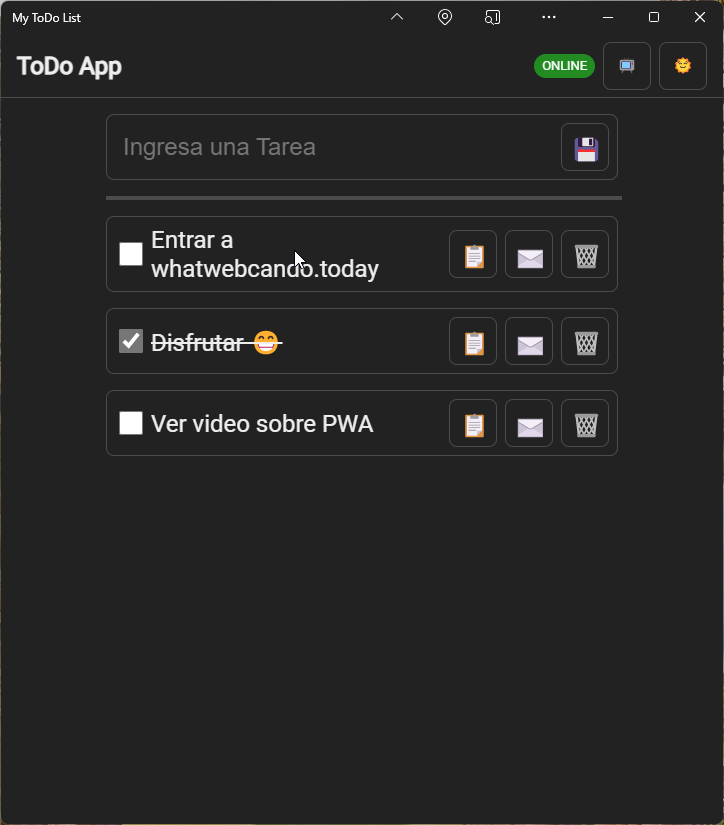 My ToDo List
ToDo App
ONLINE
Ingresa una Tarea
Entrar a
whatwebcando.today
Disfrutar 😁
Ver video sobre PWA